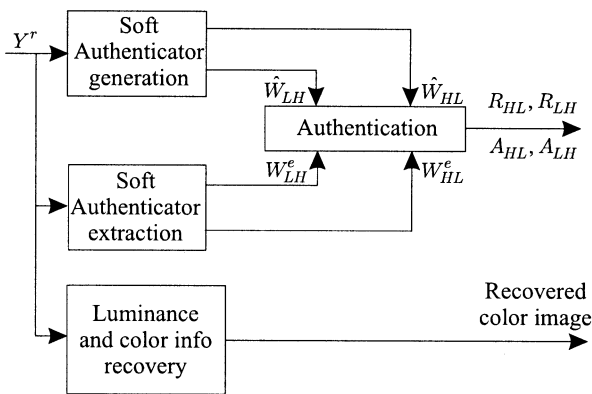 Y^r
Soft
Authenticator
generation
Ŵ_LH
Ŵ_HL
Authentication
R_HL, R_LH
A_HL, A_LH
W^e_LH
W^e_HL
Soft
Authenticator
extraction
Luminance
and color info
recovery
Recovered
color image